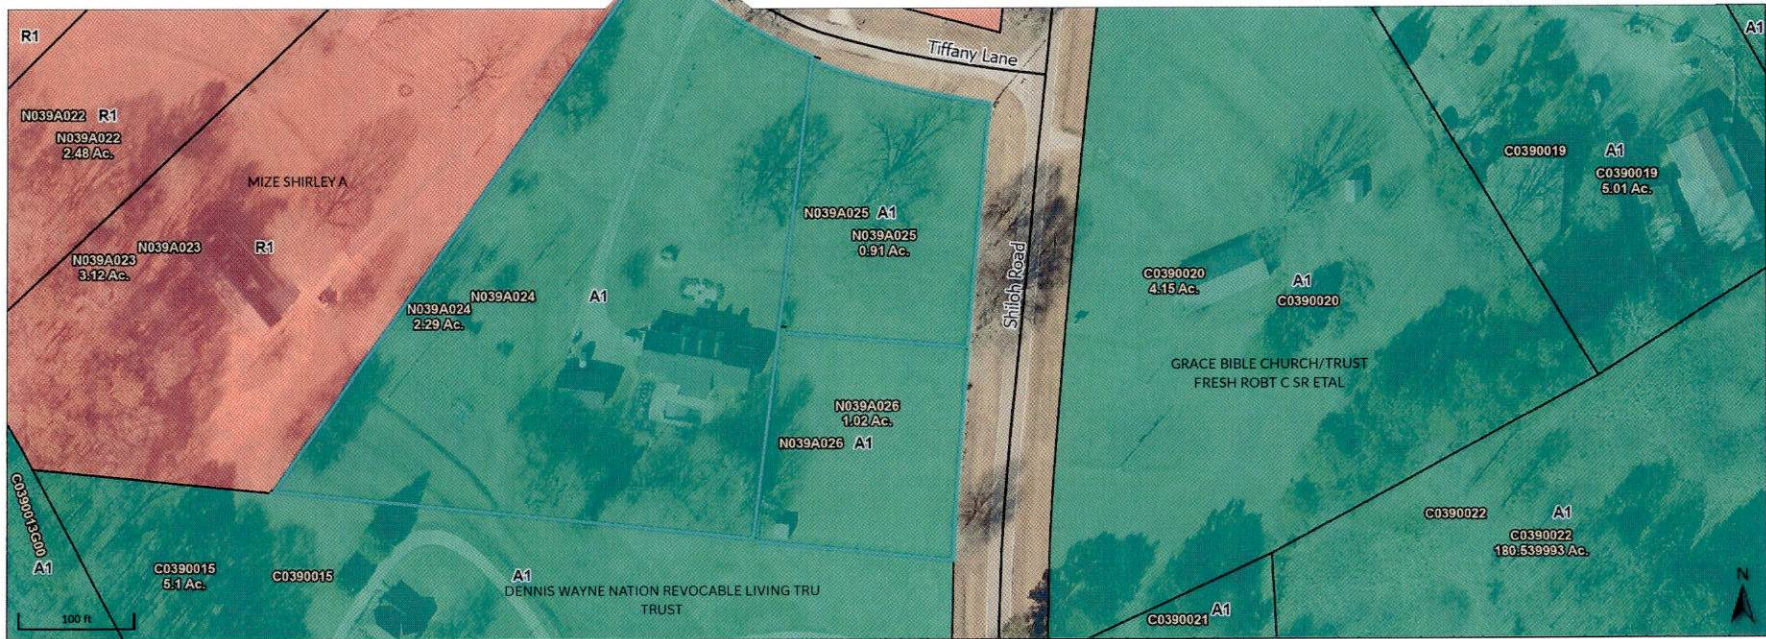 R1
A1
Tiffany Lane
N039A022 R1
N039A022
2.48 Ac.
MIZE SHIRLEY A
C0390019 A1
C0390019
5.01 Ac.
N039A025 A1
N039A025
0.91 Ac.
N039A023 R1
N039A023
3.12 Ac.
Shiloh Road
C0390020
4.15 Ac.
A1
C0390020
N039A024 A1
N039A024
2.29 Ac.
GRACE BIBLE CHURCH/TRUST
FRESH ROBT C SR ETAL
N039A026
1.02 Ac.
N039A026 A1
C0390013G00
A1
C0390015
5.1 Ac.
C0390015
A1
DENNIS WAYNE NATION REVOCABLE LIVING TRU
TRUST
C0390022 A1
C0390022
180.539993 Ac.
C0390021 A1
100 ft
N